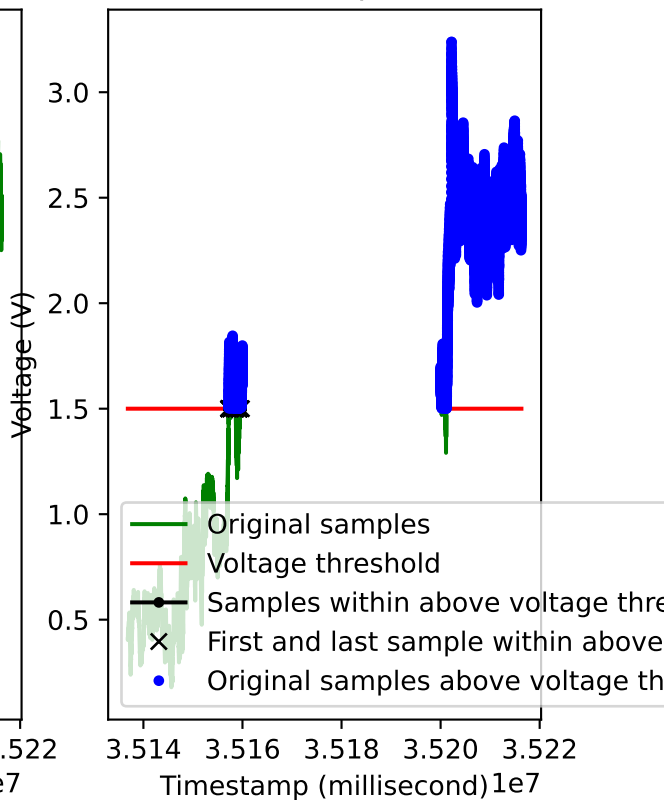 3.0
2.5
2.0
1.5
1.0
0.5
Voltage (V)
Original samples
Voltage threshold
Samples within above voltage thre
First and last sample within above
Original samples above voltage th
.522
3.514
3.516
3.518
3.520
3.522
e7
Timestamp (millisecond)
1e7